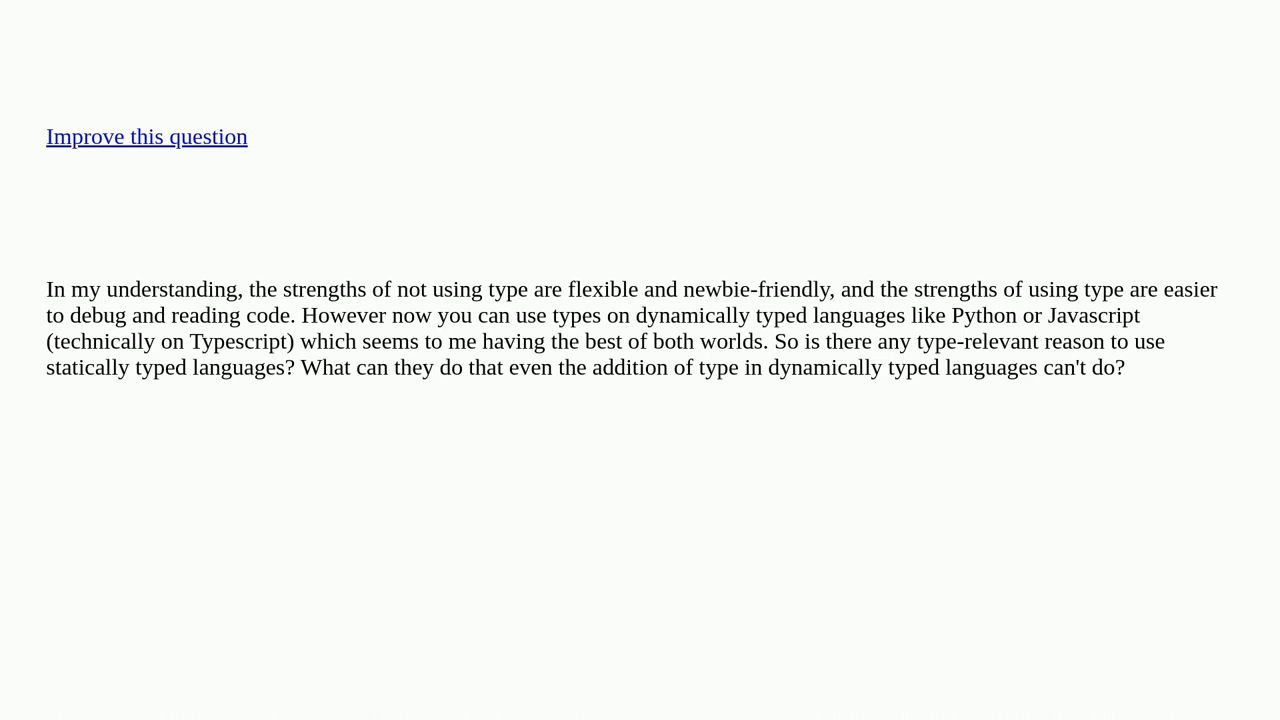 Improve this question
In my understanding, the strengths of not using type are flexible and newbie-friendly, and the strengths of using type are easier
to debug and reading code. However now you can use types on dynamically typed languages like Python or Javascript
(technically on Typescript) which seems to me having the best of both worlds. So is there any type-relevant reason to use
statically typed languages? What can they do that even the addition of type in dynamically typed languages can't do?